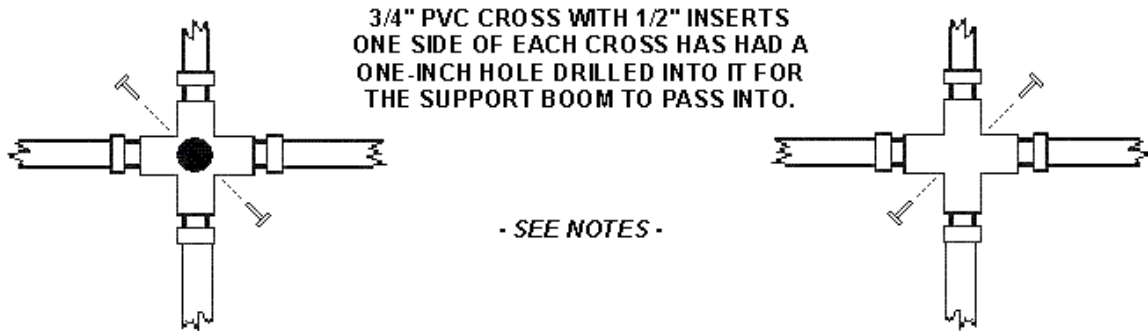 3/4" PVC CROSS WITH 1/2" INSERTS
ONE SIDE OF EACH CROSS HAS HAD A
ONE-INCH HOLE DRILLED INTO IT FOR
THE SUPPORT BOOM TO PASS INTO.
- SEE NOTES -